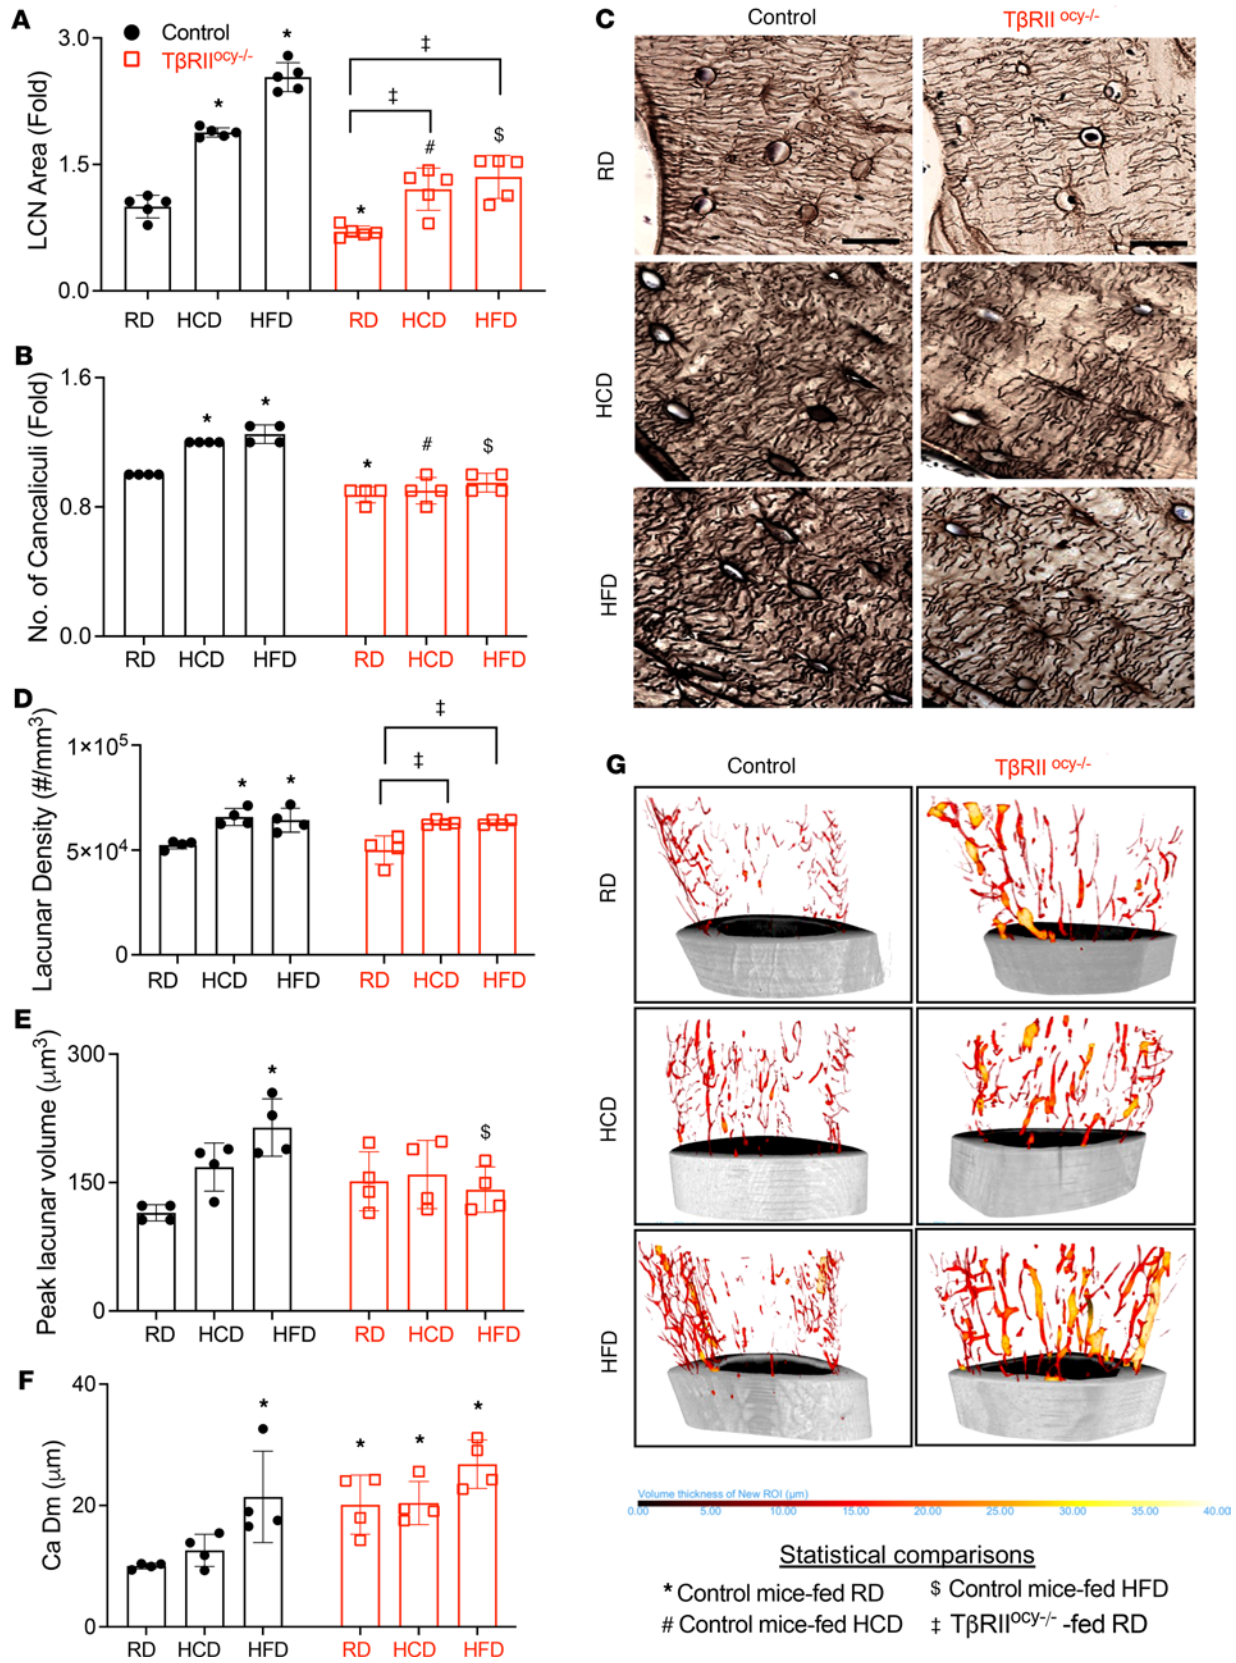 A
Control
TβRIIocy-/-
LCN Area (Fold)
3.0
1.5
0.0
*
*
*
#
$
‡
‡
RD HCD HFD RD HCD HFD
B
No. of Cancaliculi (Fold)
1.6
0.8
0.0
*
*
*
#
$
RD HCD HFD RD HCD HFD
C
Control TβRII ocy-/-
RD
HCD
HFD
D
Lacunar Density (#/mm3)
1×105
5×104
0
*
*
‡
‡
RD HCD HFD RD HCD HFD
E
Peak lacunar volume (μm3)
300
150
0
*
$
RD HCD HFD RD HCD HFD
F
Ca Dm (μm)
40
20
0
*
*
*
*
RD HCD HFD RD HCD HFD
G
Control TβRII ocy-/-
RD
HCD
HFD
Volume thickness of New ROI (μm)
0.00 5.00 10.00 15.00 20.00 25.00 30.00 35.00 40.00
Statistical comparisons
* Control mice-fed RD $ Control mice-fed HFD
# Control mice-fed HCD ‡ TβRIIocy-/- -fed RD